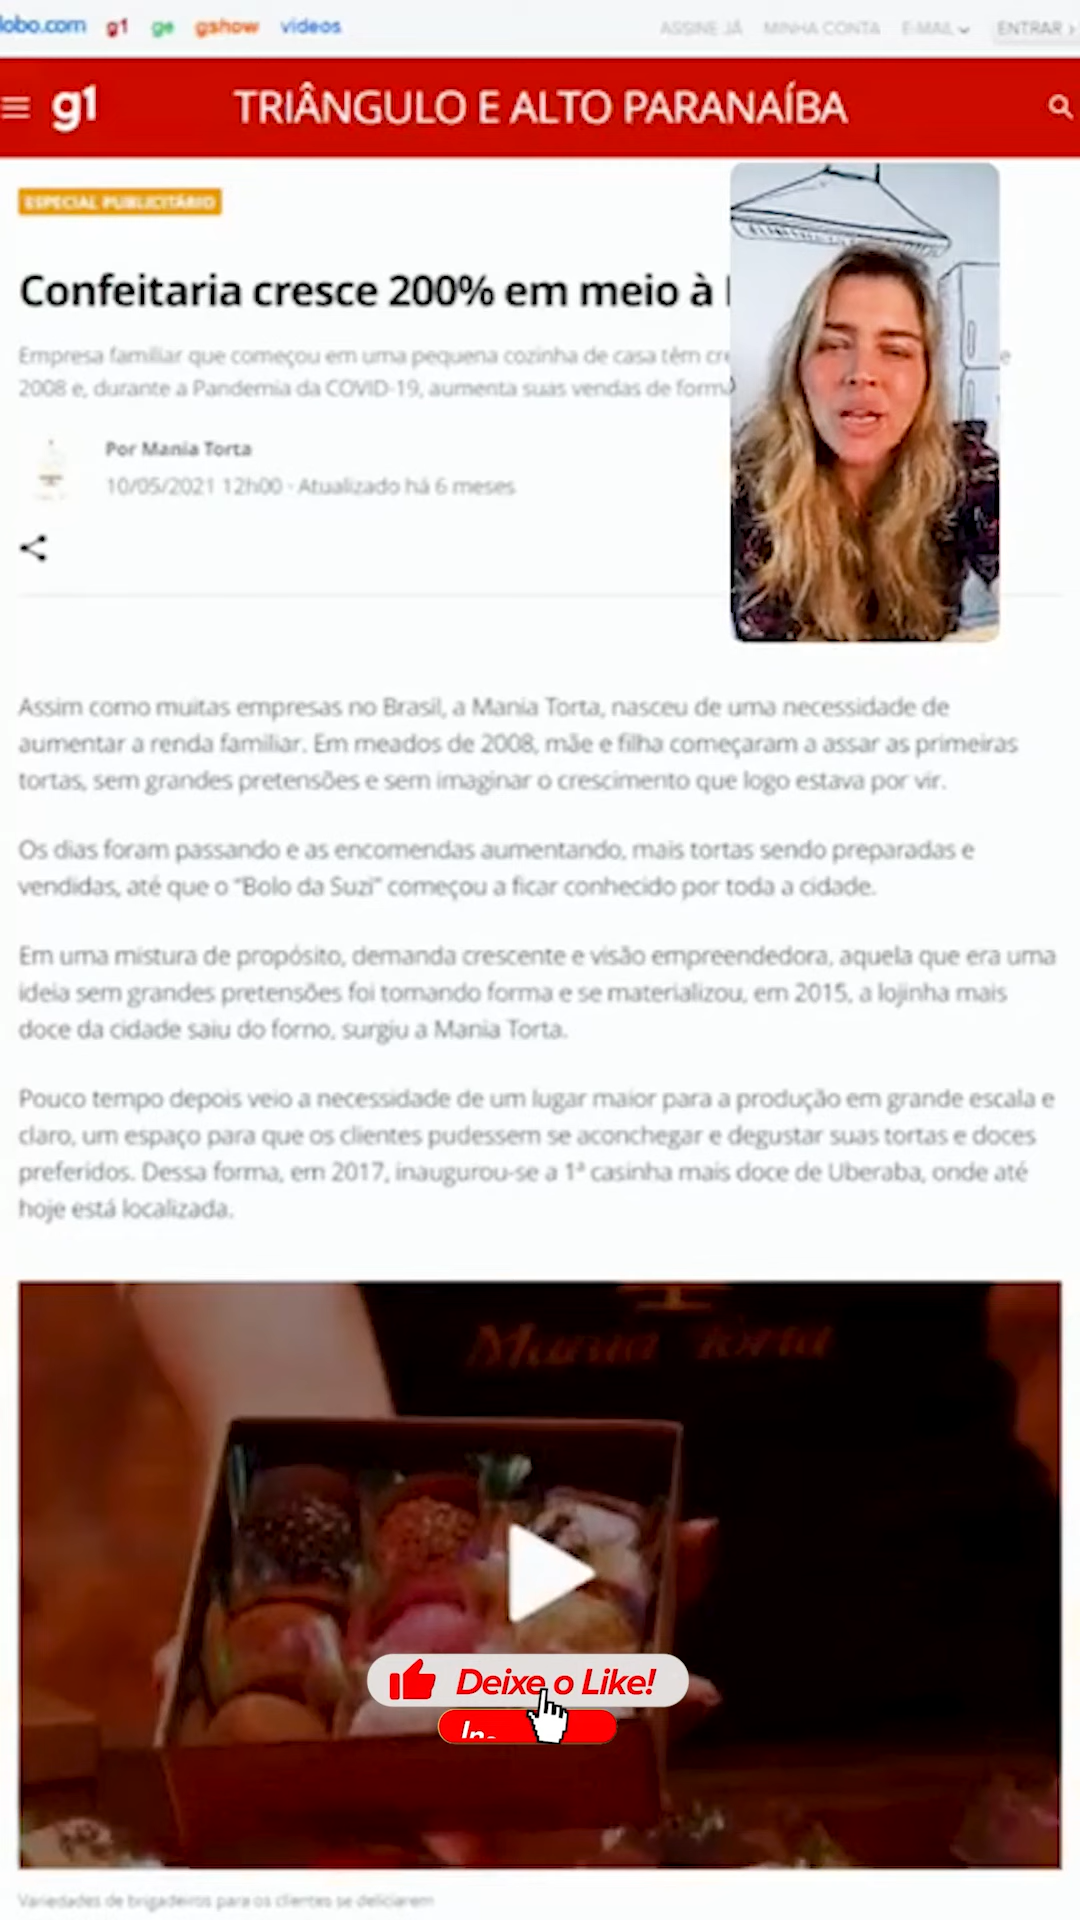 lobo.com g1 ge gshow videos ASSINE JÁ MINHA CONTA E-MAIL ENTRAR ›
g1 TRIÂNGULO E ALTO PARANAÍBA
ESPECIAL PUBLICITÁRIO
Confeitaria cresce 200% em meio à
Empresa familiar que começou em uma pequena cozinha de casa têm cre e
2008 e, durante a Pandemia da COVID-19, aumenta suas vendas de forma
Por Mania Torta
10/05/2021 12h00 · Atualizado há 6 meses
Assim como muitas empresas no Brasil, a Mania Torta, nasceu de uma necessidade de
aumentar a renda familiar. Em meados de 2008, mãe e filha começaram a assar as primeiras
tortas, sem grandes pretensões e sem imaginar o crescimento que logo estava por vir.
Os dias foram passando e as encomendas aumentando, mais tortas sendo preparadas e
vendidas, até que o "Bolo da Suzi" começou a ficar conhecido por toda a cidade.
Em uma mistura de propósito, demanda crescente e visão empreendedora, aquela que era uma
ideia sem grandes pretensões foi tomando forma e se materializou, em 2015, a lojinha mais
doce da cidade saiu do forno, surgiu a Mania Torta.
Pouco tempo depois veio a necessidade de um lugar maior para a produção em grande escala e
claro, um espaço para que os clientes pudessem se aconchegar e degustar suas tortas e doces
preferidos. Dessa forma, em 2017, inaugurou-se a 1ª casinha mais doce de Uberaba, onde até
hoje está localizada.
Mania Torta
Deixe o Like!
Variedades de brigadeiros para os clientes se deliciarem